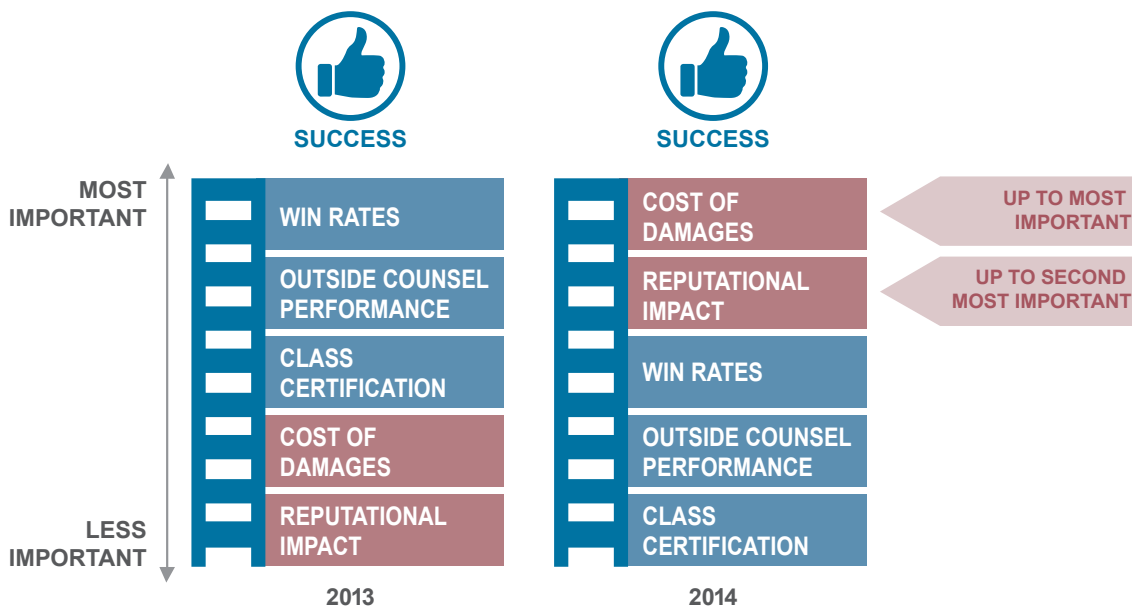 SUCCESS
SUCCESS
MOST
IMPORTANT
LESS
IMPORTANT
WIN RATES
OUTSIDE COUNSEL
PERFORMANCE
CLASS
CERTIFICATION
COST OF
DAMAGES
REPUTATIONAL
IMPACT
2013
COST OF
DAMAGES
REPUTATIONAL
IMPACT
WIN RATES
OUTSIDE COUNSEL
PERFORMANCE
CLASS
CERTIFICATION
2014
UP TO MOST
IMPORTANT
UP TO SECOND
MOST IMPORTANT